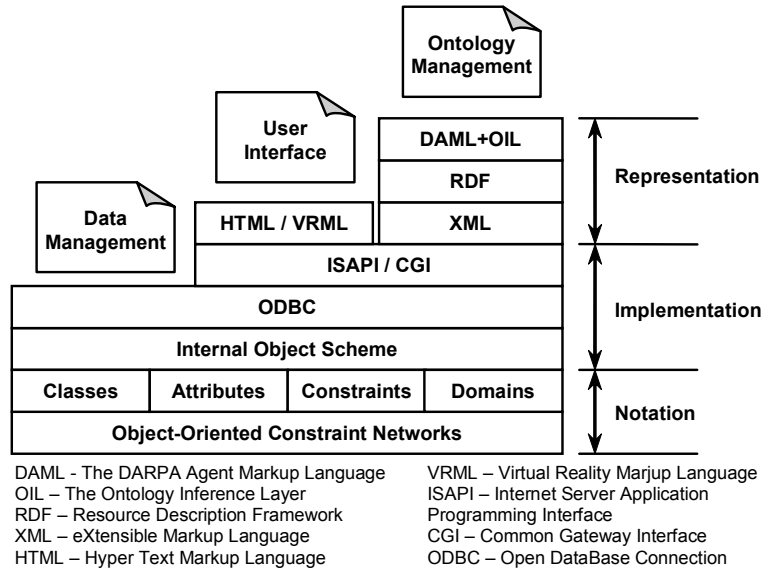 Ontology
Management
User
Interface
Data
Management
DAML+OIL
RDF
HTML / VRML
XML
ISAPI / CGI
ODBC
Internal Object Scheme
Classes
Attributes
Constraints
Domains
Object-Oriented Constraint Networks
Representation
Implementation
Notation
DAML - The DARPA Agent Markup Language
OIL – The Ontology Inference Layer
RDF – Resource Description Framework
XML – eXtensible Markup Language
HTML – Hyper Text Markup Language
VRML – Virtual Reality Marjup Language
ISAPI – Internet Server Application
Programming Interface
CGI – Common Gateway Interface
ODBC – Open DataBase Connection